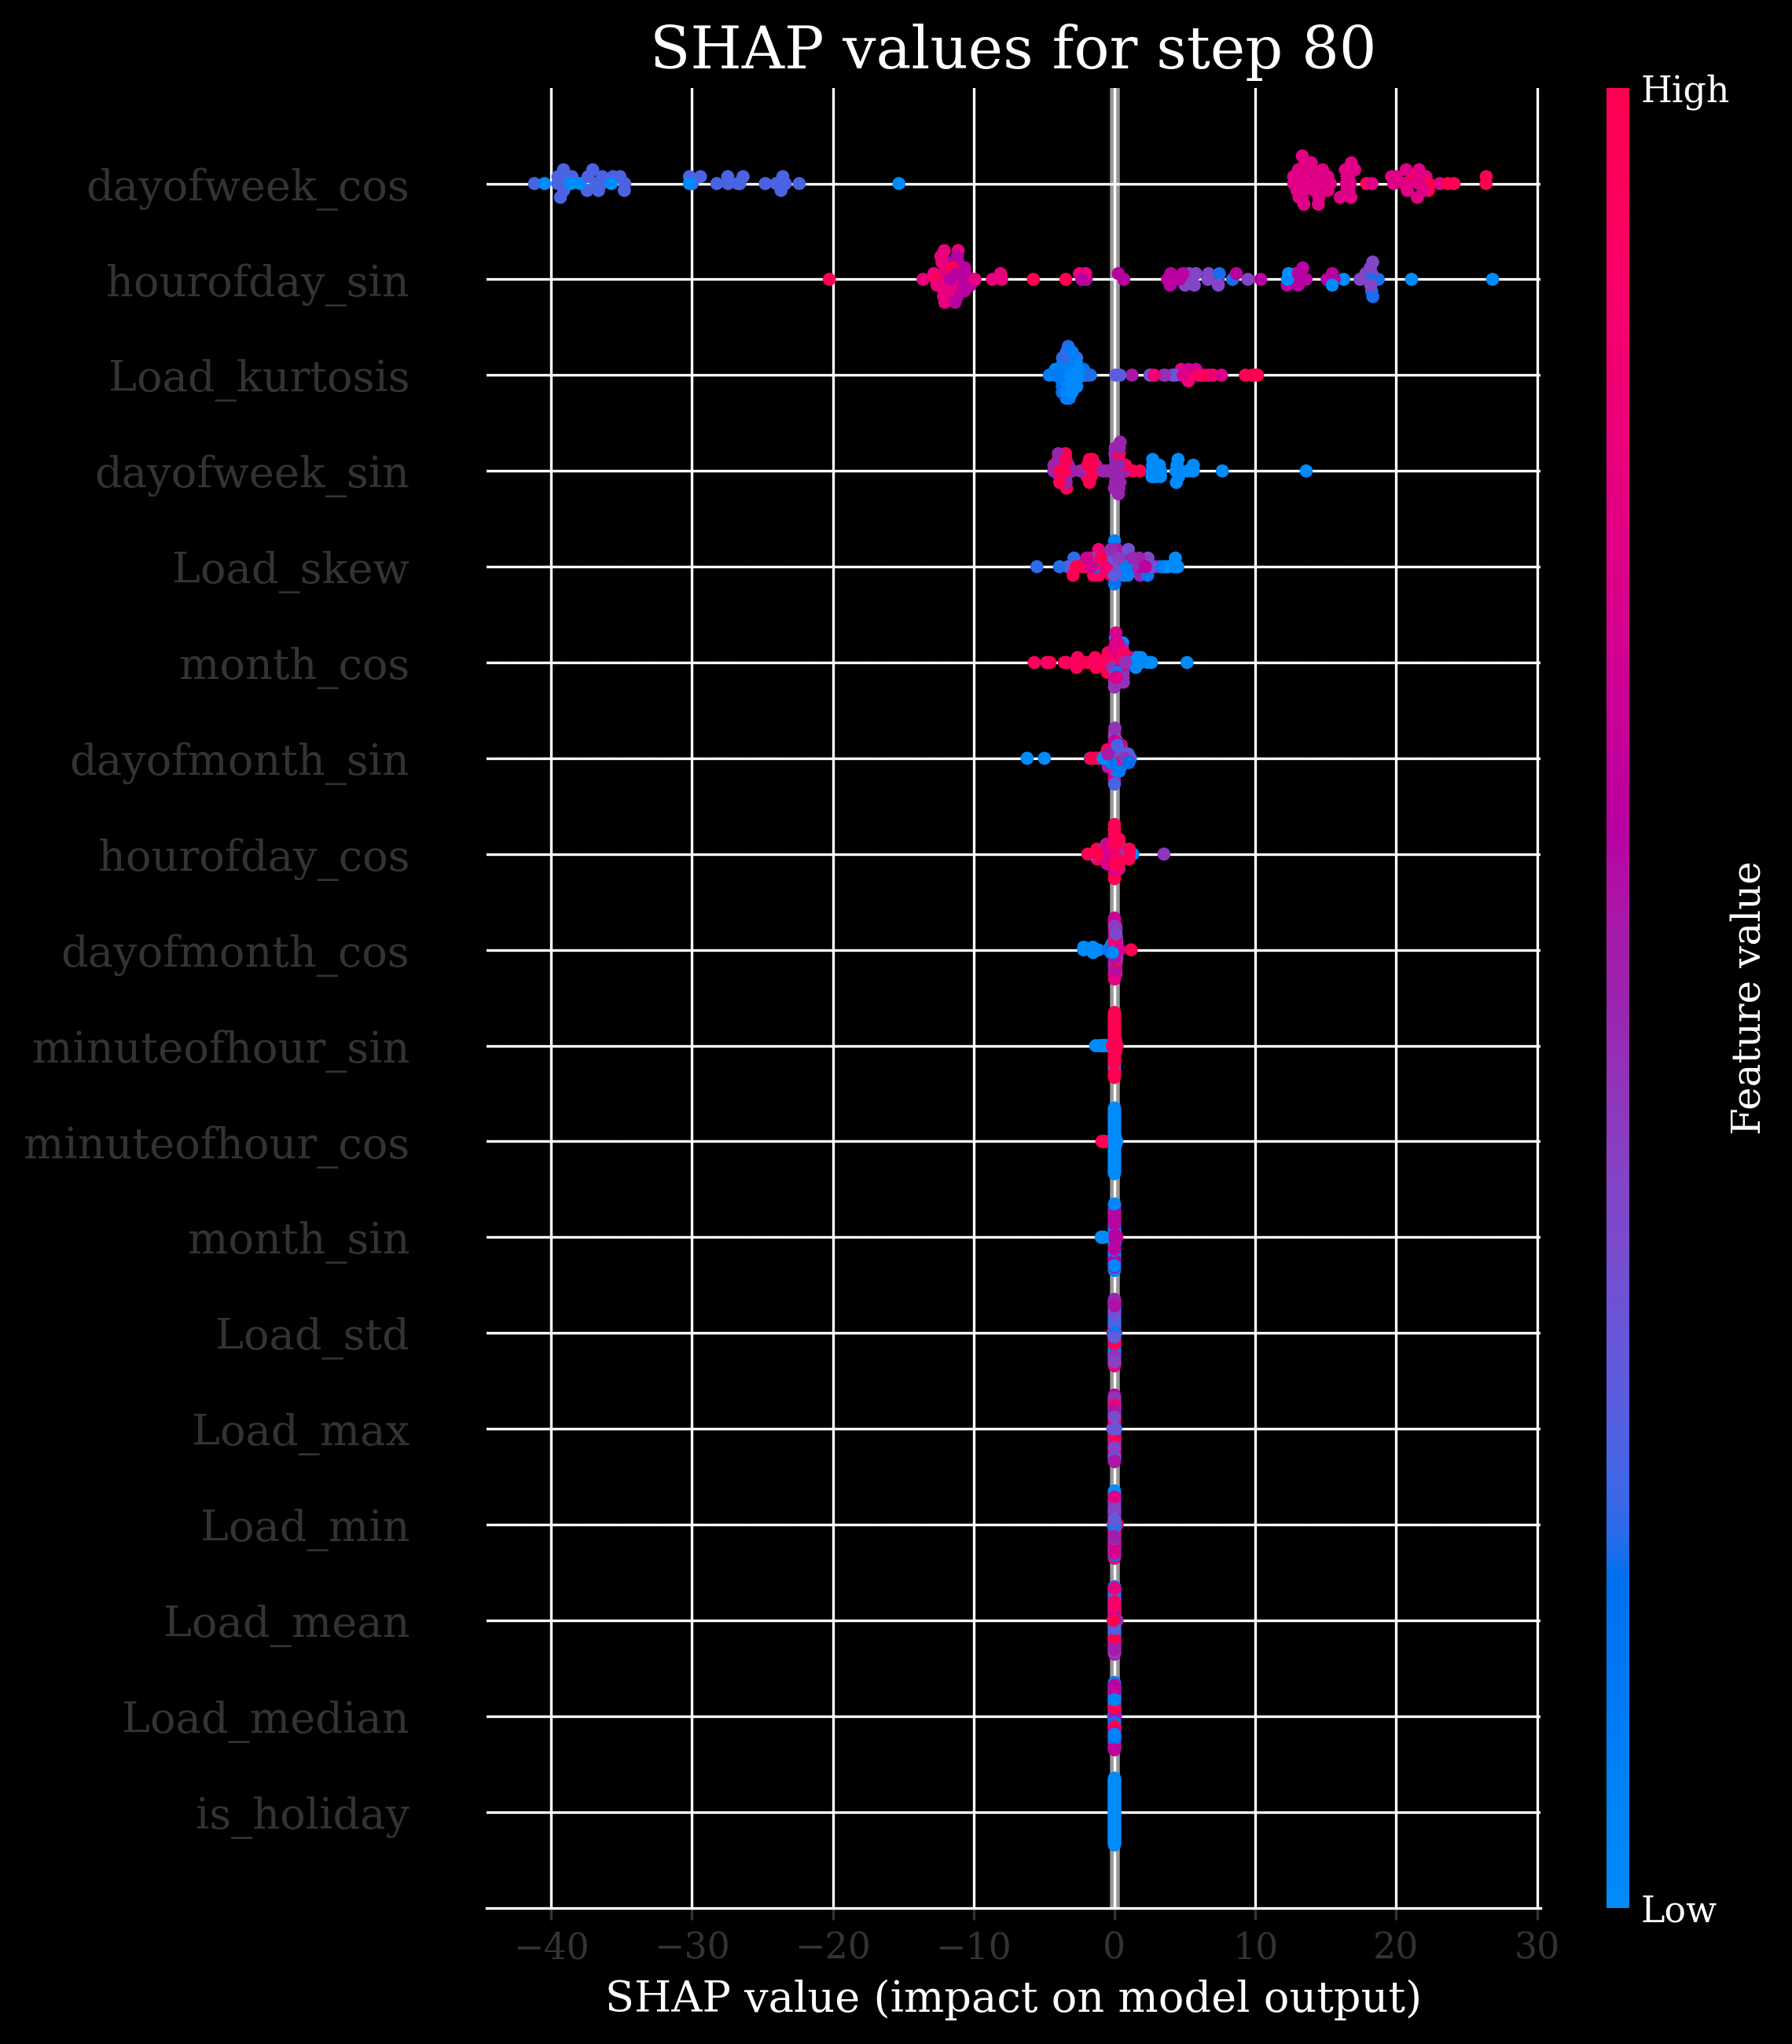 SHAP values for step 80
High
dayofweek_cos
hourofday_sin
Load_kurtosis
dayofweek_sin
Load_skew
month_cos
dayofmonth_sin
hourofday_cos
dayofmonth_cos
minuteofhour_sin
minuteofhour_cos
month_sin
Load_std
Load_max
Load_min
Load_mean
Load_median
is_holiday
Feature value
Low
−40 −30 −20 −10 0 10 20 30
SHAP value (impact on model output)